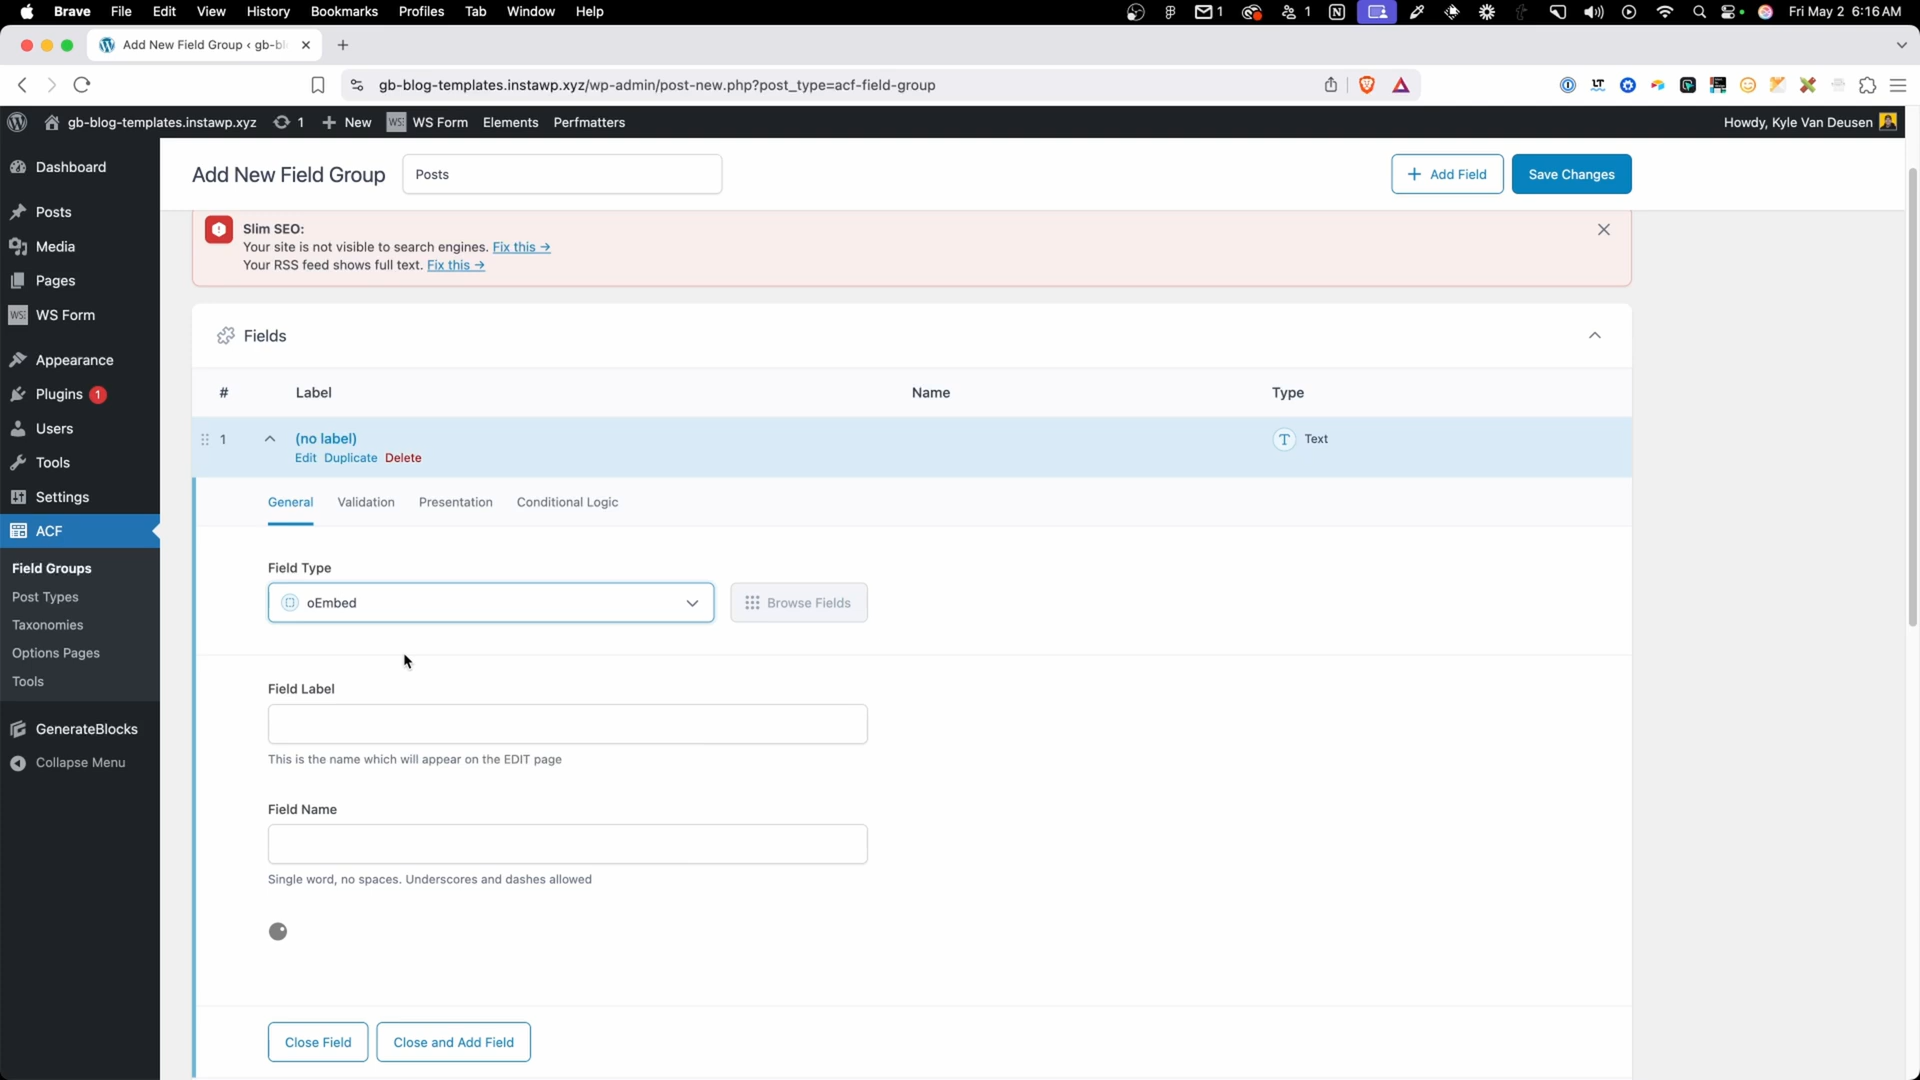 Brave File Edit View History Bookmarks Profiles Tab Window Help 1 1 Fri May 2 6:16 AM
Add New Field Group ‹ gb-bl
gb-blog-templates.instawp.xyz/wp-admin/post-new.php?post_type=acf-field-group
gb-blog-templates.instawp.xyz 1 New WS Form Elements Perfmatters Howdy, Kyle Van Deusen
Dashboard
Posts
Media
Pages
WS Form
Appearance
Plugins 1
Users
Tools
Settings
ACF
Field Groups
Post Types
Taxonomies
Options Pages
Tools
GenerateBlocks
Collapse Menu
Add New Field Group Posts + Add Field Save Changes
Slim SEO:
Your site is not visible to search engines. Fix this →
Your RSS feed shows full text. Fix this →
Fields
# Label Name Type
1 (no label) Text
Edit Duplicate Delete
General Validation Presentation Conditional Logic
Field Type
oEmbed Browse Fields
Field Label
This is the name which will appear on the EDIT page
Field Name
Single word, no spaces. Underscores and dashes allowed
Close Field Close and Add Field